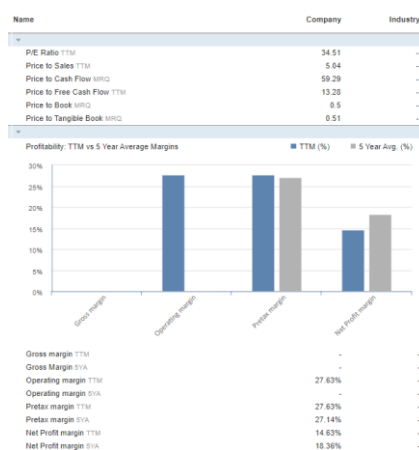 Name Company Industry
P/E Ratio TTM 34.51 -
Price to Sales TTM 5.04 -
Price to Cash Flow MRQ 59.29 -
Price to Free Cash Flow TTM 13.28 -
Price to Book MRQ 0.5 -
Price to Tangible Book MRQ 0.51 -
Profitability: TTM vs 5 Year Average Margins TTM (%) 5 Year Avg. (%)
30%
25%
20%
15%
10%
5%
0%
Gross margin Operating margin Pretax margin Net Profit margin
Gross margin TTM - -
Gross Margin 5YA - -
Operating margin TTM 27.63% -
Operating margin 5YA - -
Pretax margin TTM 27.63% -
Pretax margin 5YA 27.14% -
Net Profit margin TTM 14.63% -
Net Profit margin 5YA 18.36% -